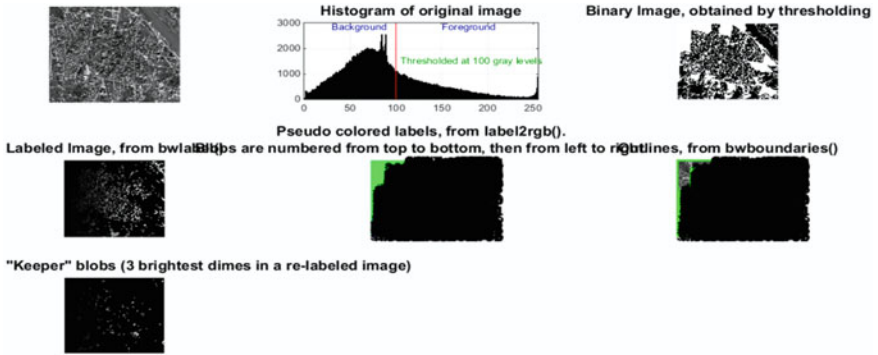 Histogram of original image
Binary Image, obtained by thresholding
3000
Background
Foreground
2000
Thresholded at 100 gray levels
1000
0
0 50 100 150 200 250
Pseudo colored labels, from label2rgb().
Labeled Image, from bwlabel()
Blobs are numbered from top to bottom, then from left to right.
Outlines, from bwboundaries()
"Keeper" blobs (3 brightest dimes in a re-labeled image)